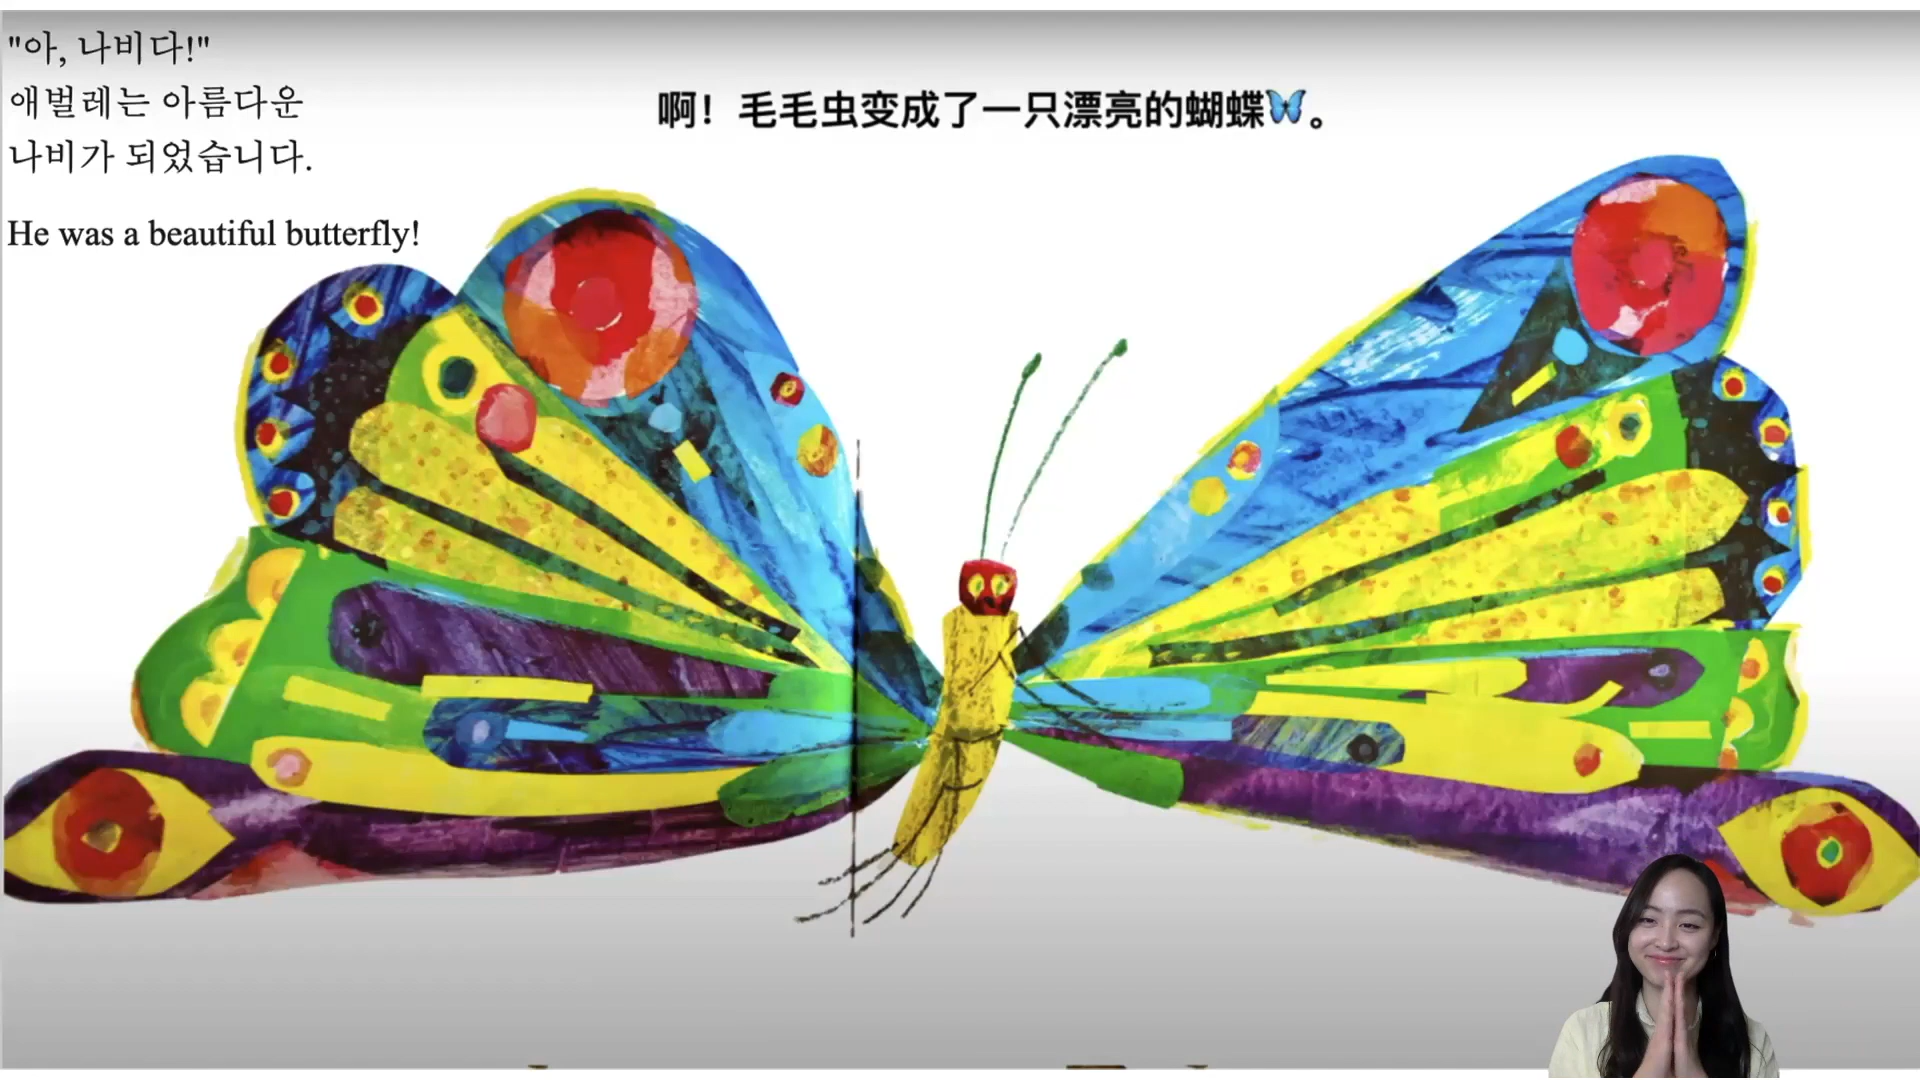 "아, 나비다!"
애벌레는 아름다운
나비가 되었습니다.
He was a beautiful butterfly!
啊！毛毛虫变成了一只漂亮的蝴蝶🦋。